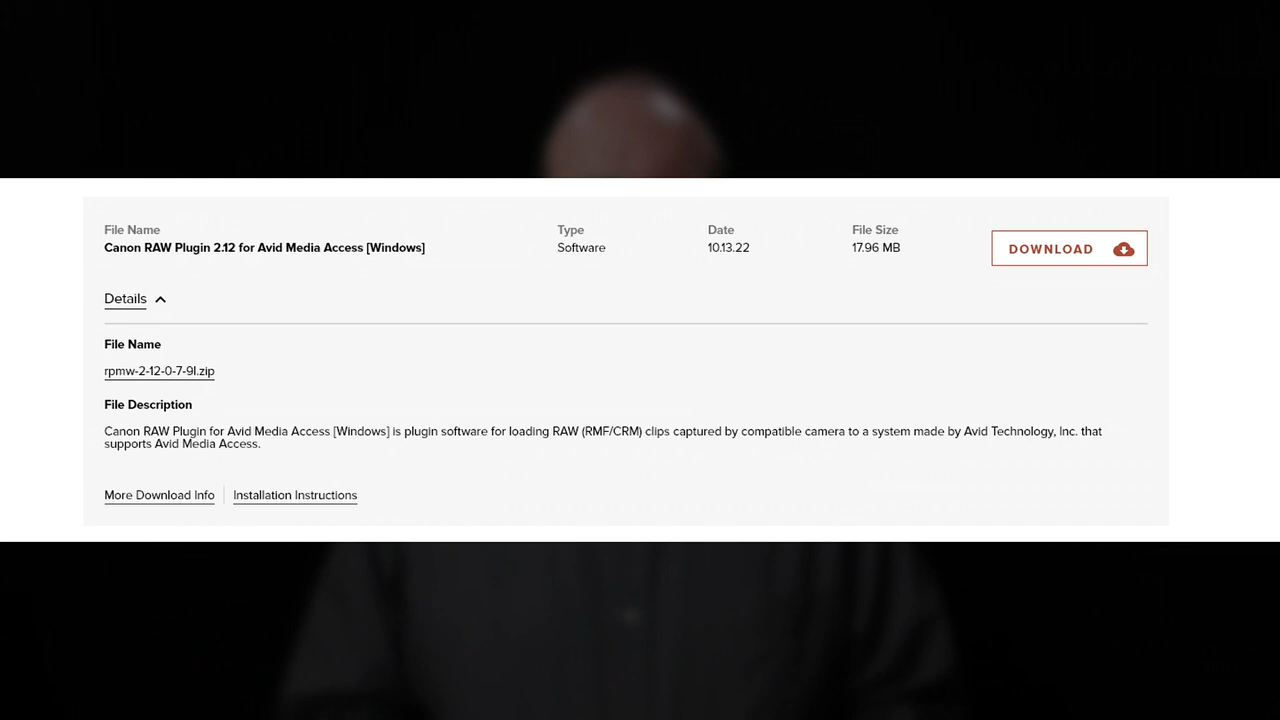 File Name
Type
Date
File Size
Canon RAW Plugin 2.12 for Avid Media Access [Windows]
Software
10.13.22
17.96 MB
DOWNLOAD
Details
File Name
rpmw-2-12-0-7-9l.zip
File Description
Canon RAW Plugin for Avid Media Access [Windows] is plugin software for loading RAW (RMF/CRM) clips captured by compatible camera to a system made by Avid Technology, Inc. that
supports Avid Media Access.
More Download Info
Installation Instructions